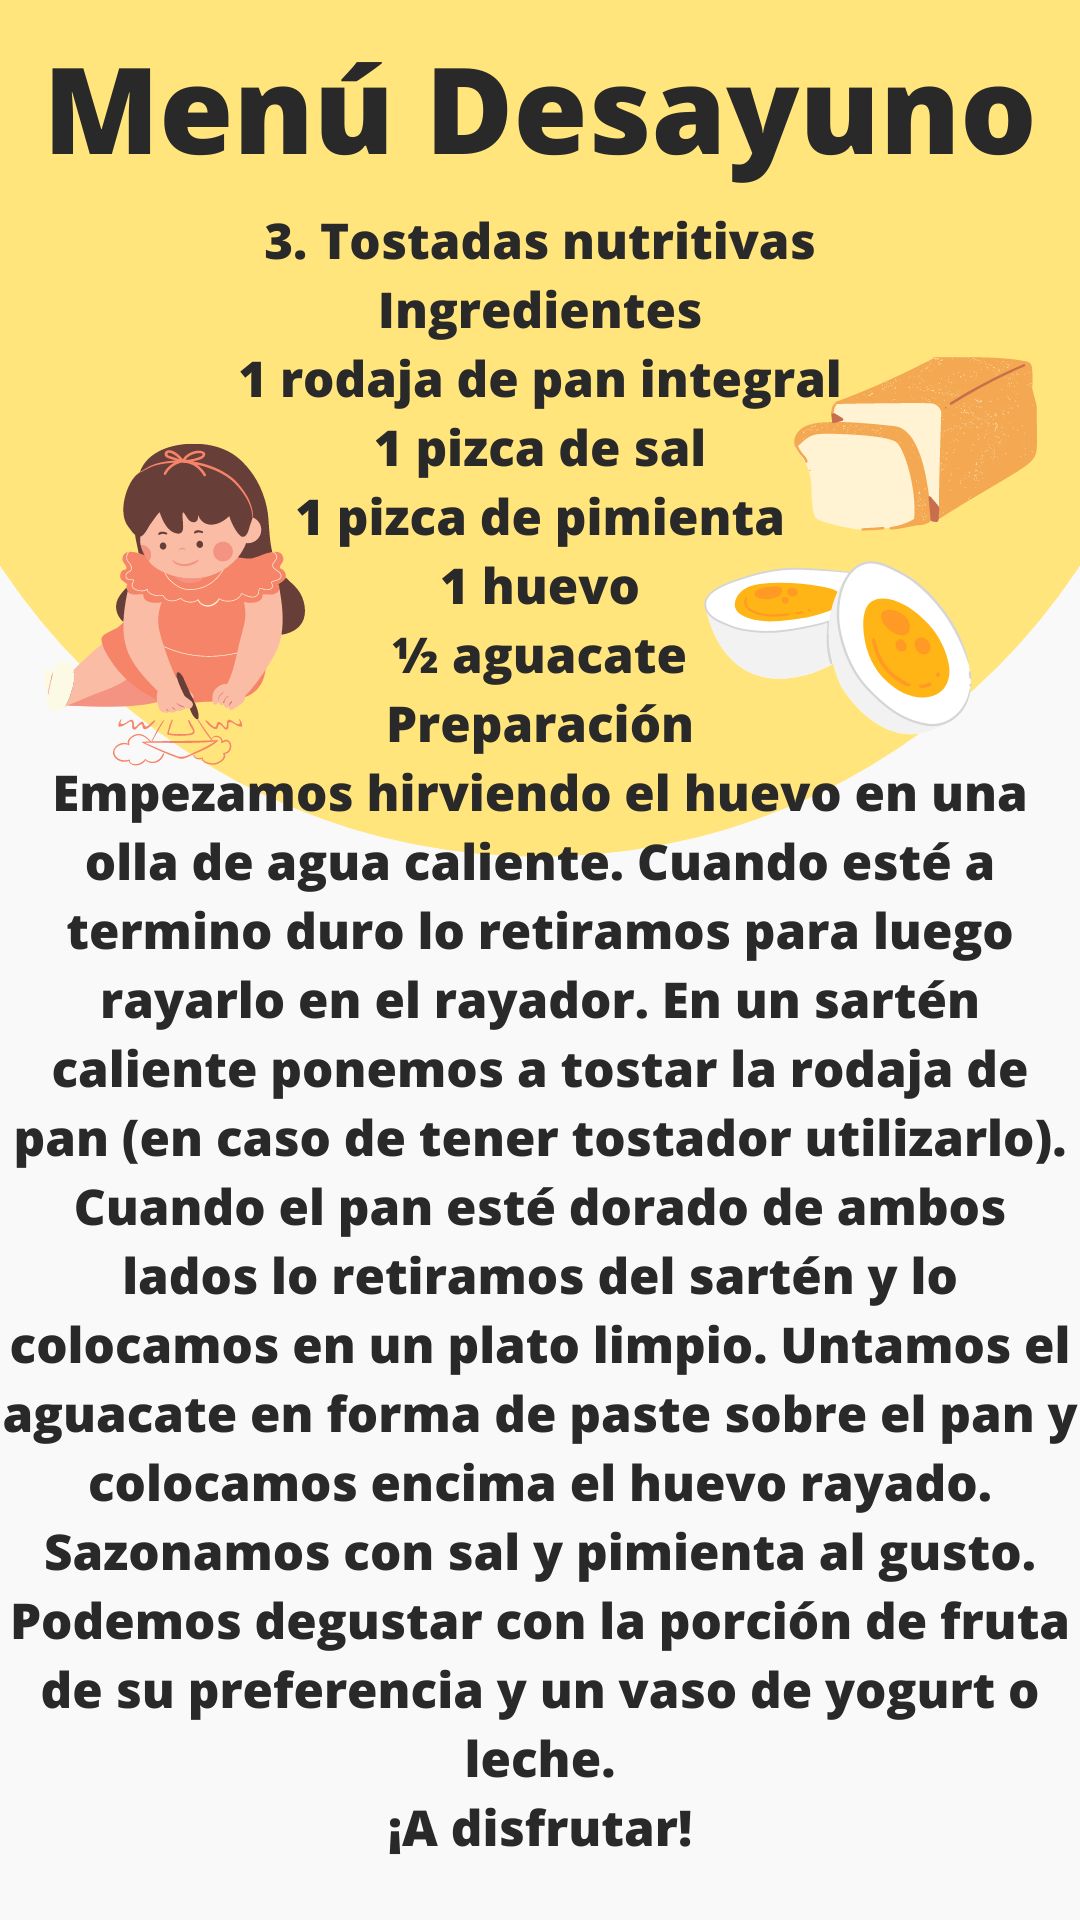 Menú Desayuno
3. Tostadas nutritivas
Ingredientes
1 rodaja de pan integral
1 pizca de sal
1 pizca de pimienta
1 huevo
½ aguacate
Preparación
Empezamos hirviendo el huevo en una
olla de agua caliente. Cuando esté a
termino duro lo retiramos para luego
rayarlo en el rayador. En un sartén
caliente ponemos a tostar la rodaja de
pan (en caso de tener tostador utilizarlo).
Cuando el pan esté dorado de ambos
lados lo retiramos del sartén y lo
colocamos en un plato limpio. Untamos el
aguacate en forma de paste sobre el pan y
colocamos encima el huevo rayado.
Sazonamos con sal y pimienta al gusto.
Podemos degustar con la porción de fruta
de su preferencia y un vaso de yogurt o
leche.
¡A disfrutar!